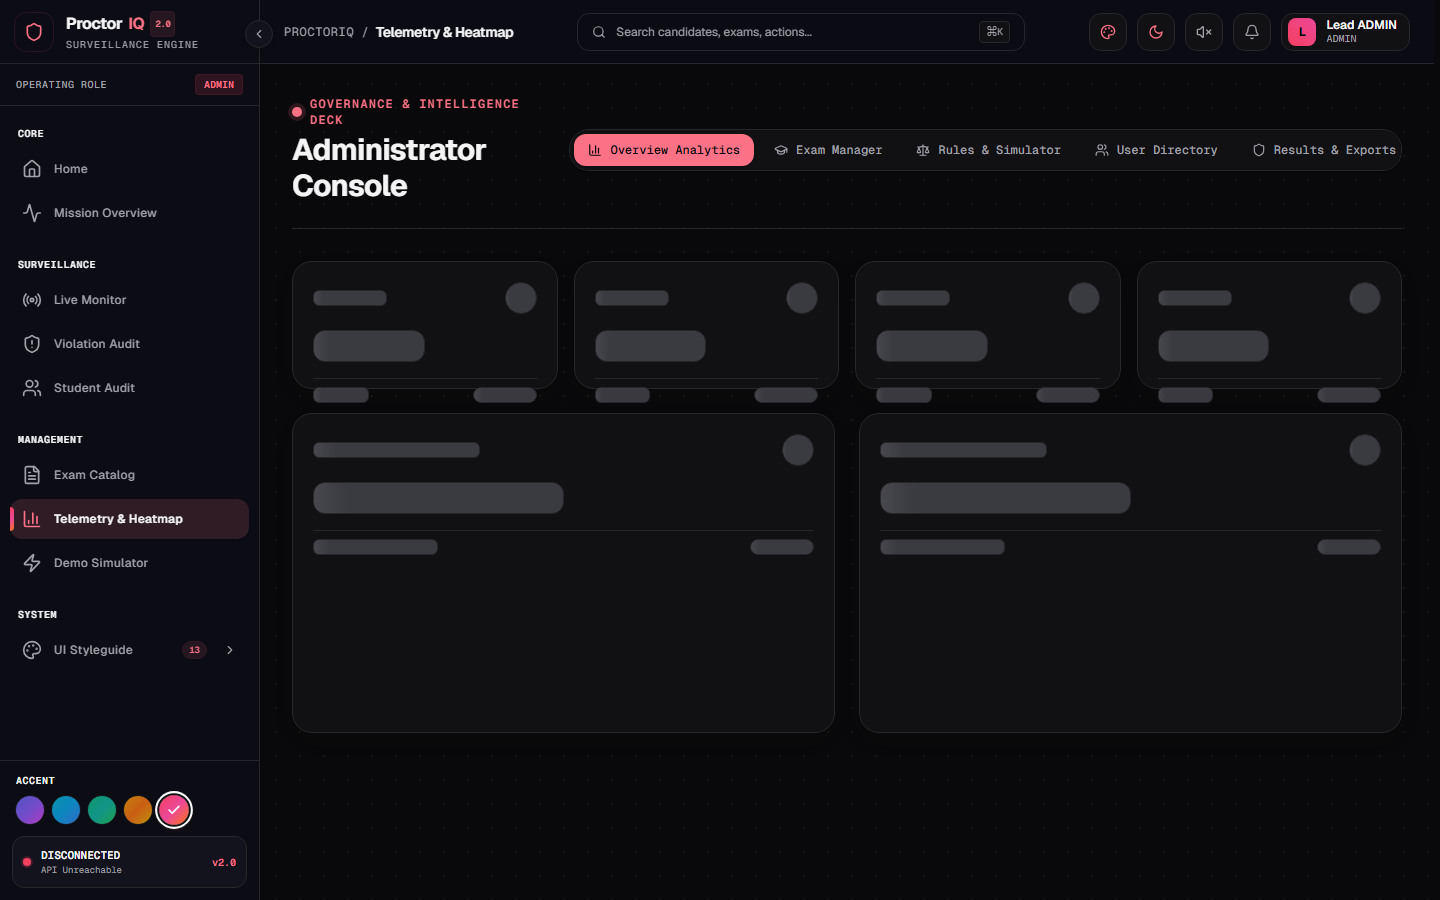 Proctor IQ 2.0
SURVEILLANCE ENGINE
OPERATING ROLE ADMIN
CORE
Home
Mission Overview
SURVEILLANCE
Live Monitor
Violation Audit
Student Audit
MANAGEMENT
Exam Catalog
Telemetry & Heatmap
Demo Simulator
SYSTEM
UI Styleguide 13
ACCENT
DISCONNECTED
API Unreachable
v2.0
PROCTORIQ / Telemetry & Heatmap
Search candidates, exams, actions...
⌘K
L
Lead ADMIN
ADMIN
GOVERNANCE & INTELLIGENCE
DECK
Administrator
Console
Overview Analytics
Exam Manager
Rules & Simulator
User Directory
Results & Exports